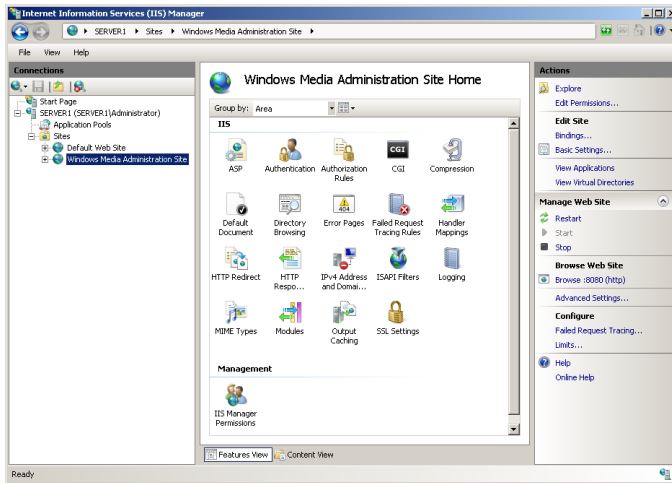 Internet Information Services (IIS) Manager
SERVER1 Sites Windows Media Administration Site
File View Help
Connections
Start Page
SERVER1 (SERVER1\Administrator)
Application Pools
Sites
Default Web Site
Windows Media Administration Site
Windows Media Administration Site Home
Group by: Area
IIS
ASP
Authentication
Authorization Rules
CGI
Compression
Default Document
Directory Browsing
Error Pages
Failed Request Tracing Rules
Handler Mappings
HTTP Redirect
HTTP Respo...
IPv4 Address and Domai...
ISAPI Filters
Logging
MIME Types
Modules
Output Caching
SSL Settings
Management
IIS Manager Permissions
Features View
Content View
Actions
Explore
Edit Permissions...
Edit Site
Bindings...
Basic Settings...
View Applications
View Virtual Directories
Manage Web Site
Restart
Start
Stop
Browse Web Site
Browse :8080 (http)
Advanced Settings...
Configure
Failed Request Tracing...
Limits...
Help
Online Help
Ready